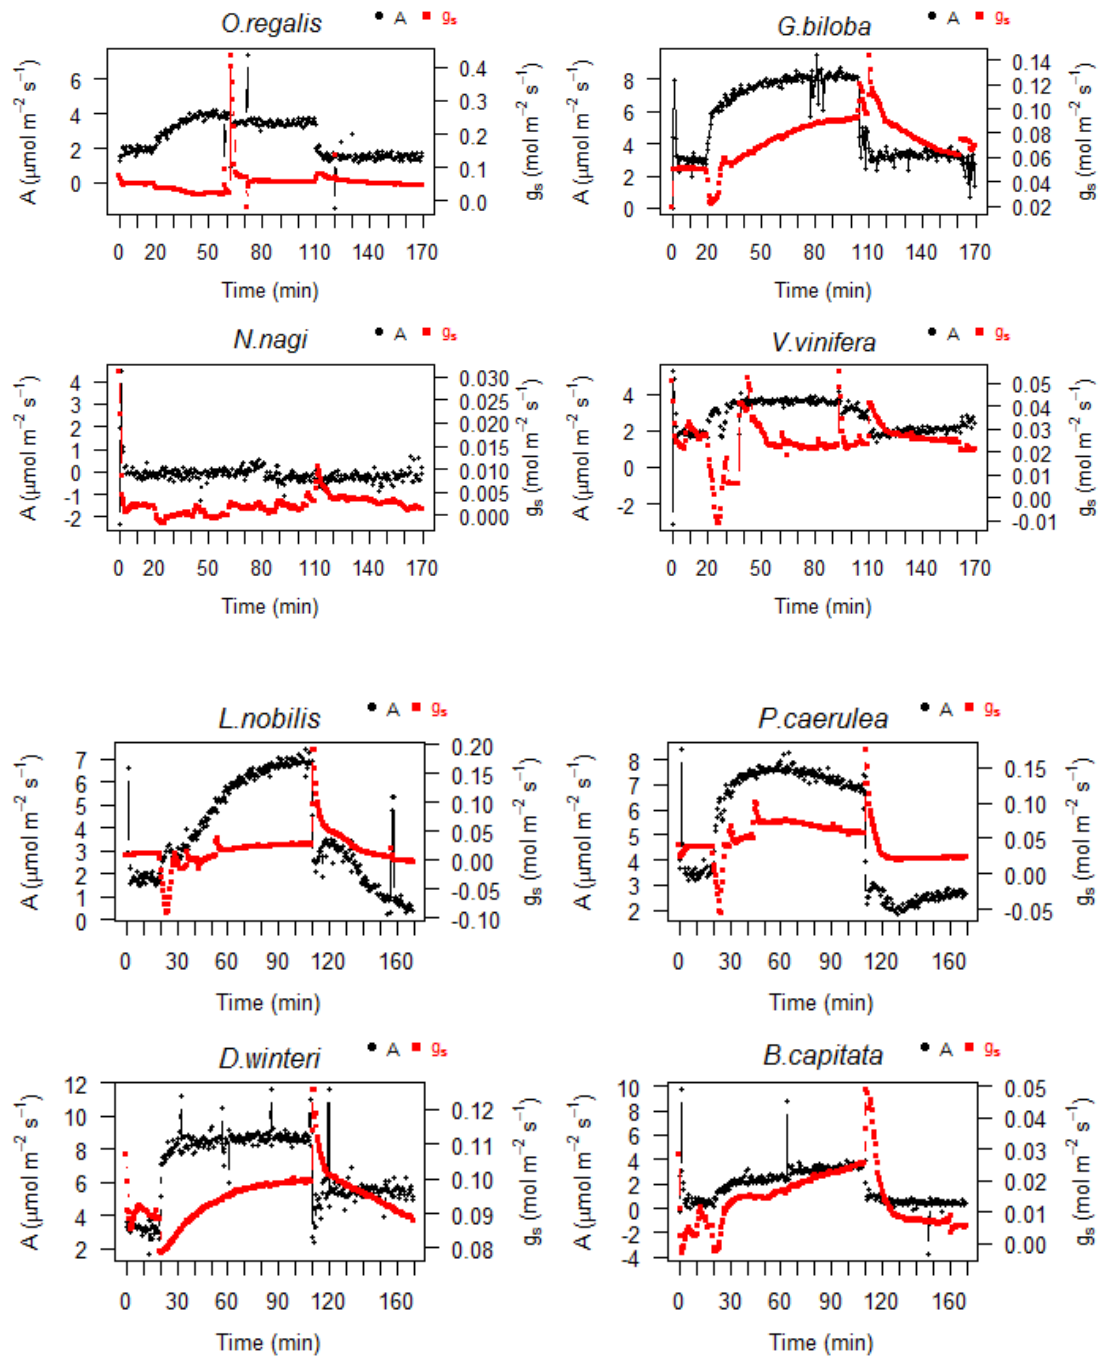 O.regalis
A gs
A (μmol m−2 s−1)
6
4
2
0
0.4
0.3
0.2
0.1
0.0
gs (mol m−2 s−1)
0 20 50 80 110 140 170
Time (min)
G.biloba
A gs
A (μmol m−2 s−1)
8
6
4
2
0
0.14
0.12
0.10
0.08
0.06
0.04
0.02
gs (mol m−2 s−1)
0 20 50 80 110 140 170
Time (min)
N.nagi
A gs
A (μmol m−2 s−1)
4
3
2
1
0
-1
-2
0.030
0.025
0.020
0.015
0.010
0.005
0.000
gs (mol m−2 s−1)
0 20 50 80 110 140 170
Time (min)
V.vinifera
A gs
A (μmol m−2 s−1)
4
2
0
-2
0.05
0.04
0.03
0.02
0.01
0.00
-0.01
gs (mol m−2 s−1)
0 20 50 80 110 140 170
Time (min)
L.nobilis
A gs
A (μmol m−2 s−1)
7
6
5
4
3
2
1
0
0.20
0.15
0.10
0.05
0.00
-0.05
-0.10
gs (mol m−2 s−1)
0 30 60 90 120 160
Time (min)
P.caerulea
A gs
A (μmol m−2 s−1)
8
7
6
5
4
3
2
0.15
0.10
0.05
0.00
-0.05
gs (mol m−2 s−1)
0 30 60 90 120 160
Time (min)
D.winteri
A gs
A (μmol m−2 s−1)
12
10
8
6
4
2
0.12
0.11
0.10
0.09
0.08
gs (mol m−2 s−1)
0 30 60 90 120 160
Time (min)
B.capitata
A gs
A (μmol m−2 s−1)
10
8
6
4
2
0
-2
-4
0.05
0.04
0.03
0.02
0.01
0.00
gs (mol m−2 s−1)
0 30 60 90 120 160
Time (min)